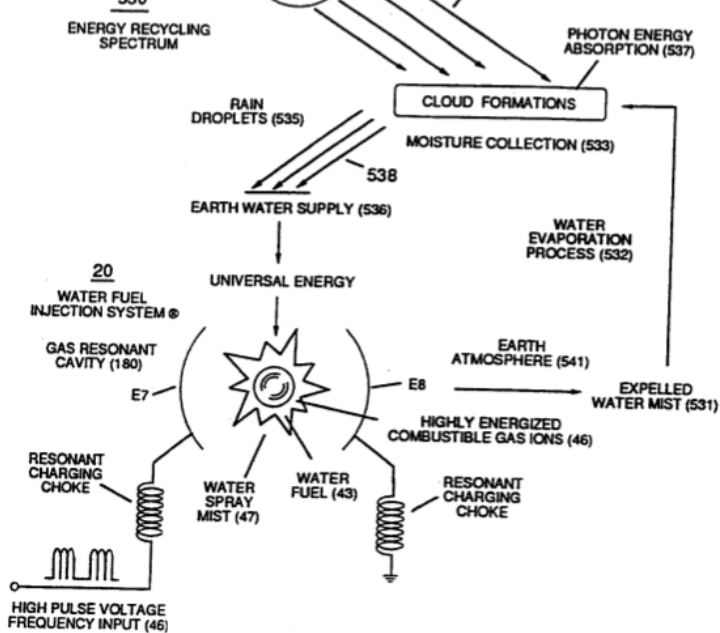 ENERGY RECYCLING
SPECTRUM
PHOTON ENERGY
ABSORPTION (537)
CLOUD FORMATIONS
RAIN
DROPLETS (535)
MOISTURE COLLECTION (533)
538
EARTH WATER SUPPLY (536)
WATER
EVAPORATION
PROCESS (532)
20
WATER FUEL
INJECTION SYSTEM ®
UNIVERSAL ENERGY
GAS RESONANT
CAVITY (180)
E7
E8
EARTH
ATMOSPHERE (541)
EXPELLED
WATER MIST (531)
HIGHLY ENERGIZED
COMBUSTIBLE GAS IONS (46)
RESONANT
CHARGING
CHOKE
WATER
SPRAY
MIST (47)
WATER
FUEL (43)
RESONANT
CHARGING
CHOKE
HIGH PULSE VOLTAGE
FREQUENCY INPUT (46)